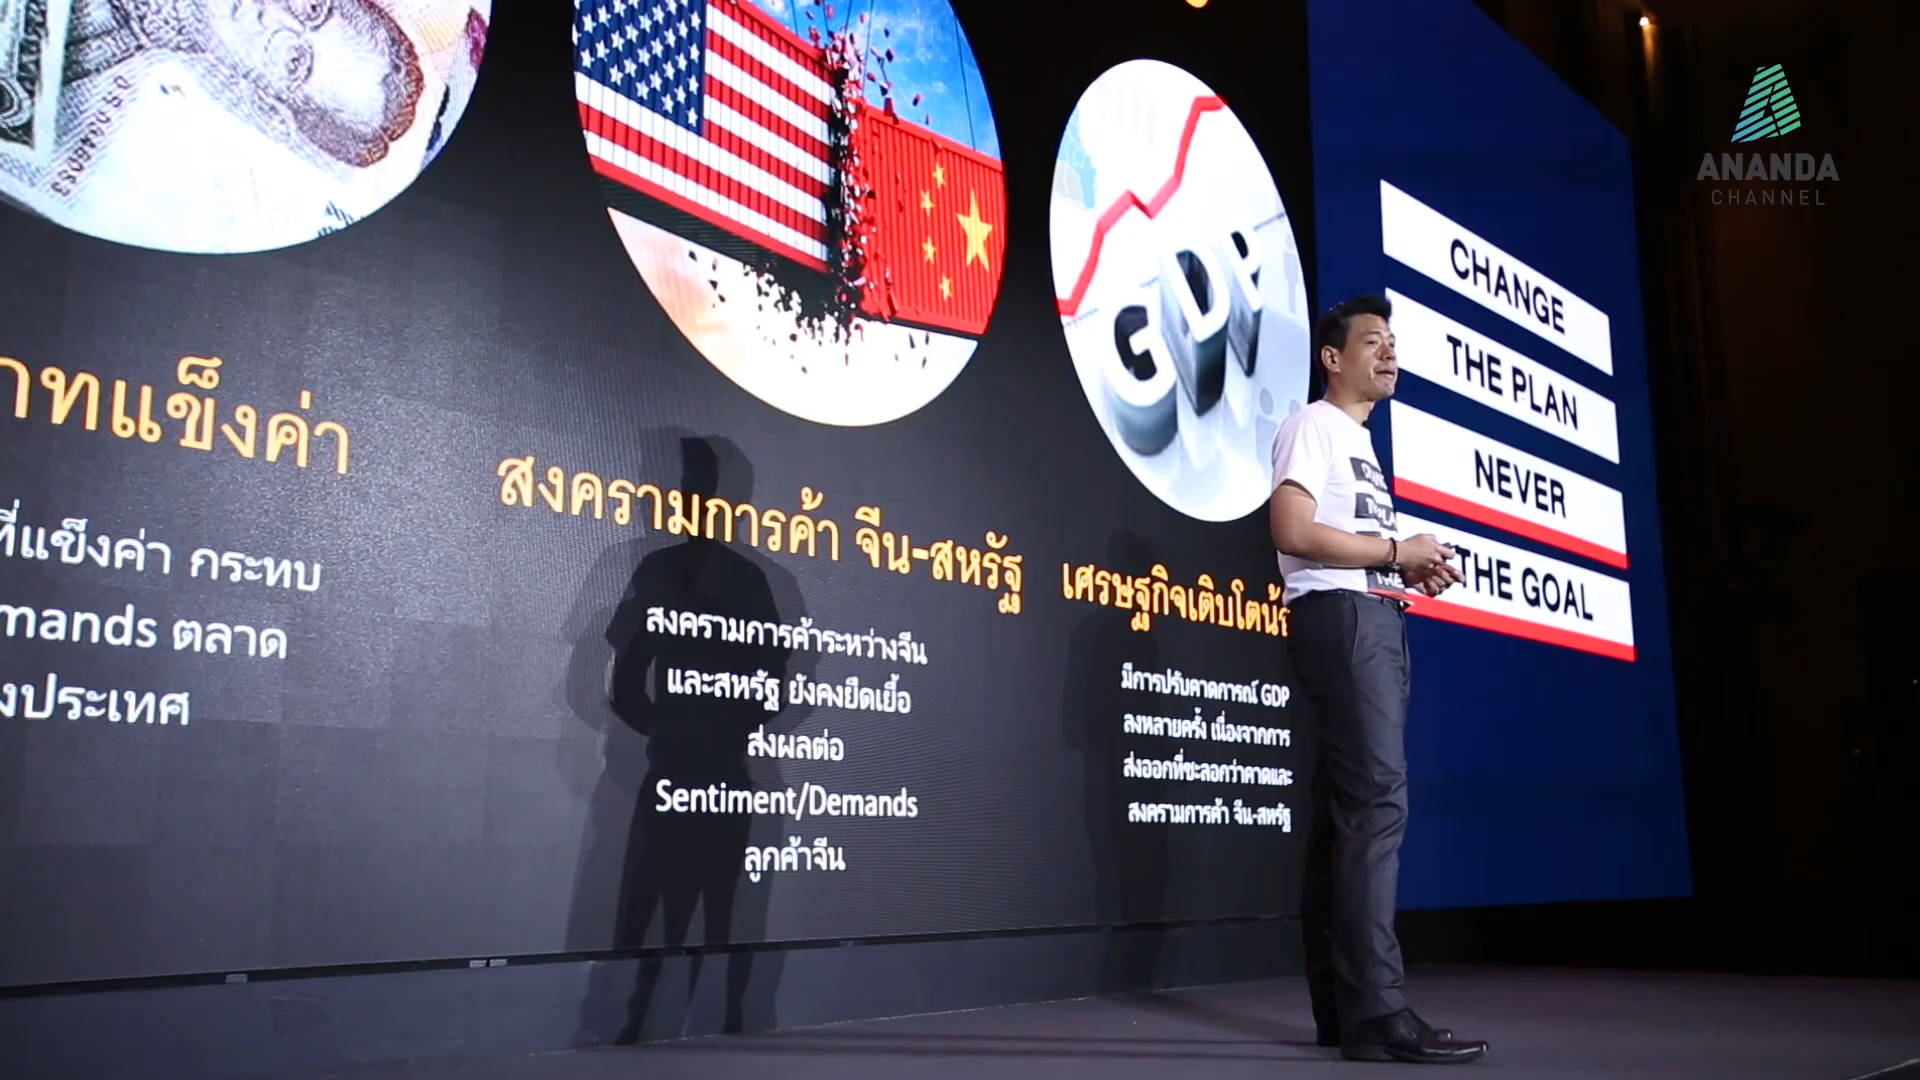 0A48053
าทแข็งค่า
ที่แข็งค่า กระทบ
mands ตลาด
งประเทศ
สงครามการค้า จีน-สหรัฐ
สงครามการค้าระหว่างจีน
และสหรัฐ ยังคงยืดเยื้อ
ส่งผลต่อ
Sentiment/Demands
ลูกค้าจีน
GDP
เศรษฐกิจเติบโตน้อ
มีการปรับคาดการณ์ GDP
ลงหลายครั้ง เนื่องจากการ
ส่งออกที่ชะลอกว่าคาดและ
สงครามการค้า จีน-สหรัฐ
CHANGE
THE PLAN
NEVER
THE GOAL
ANANDA
CHANNEL